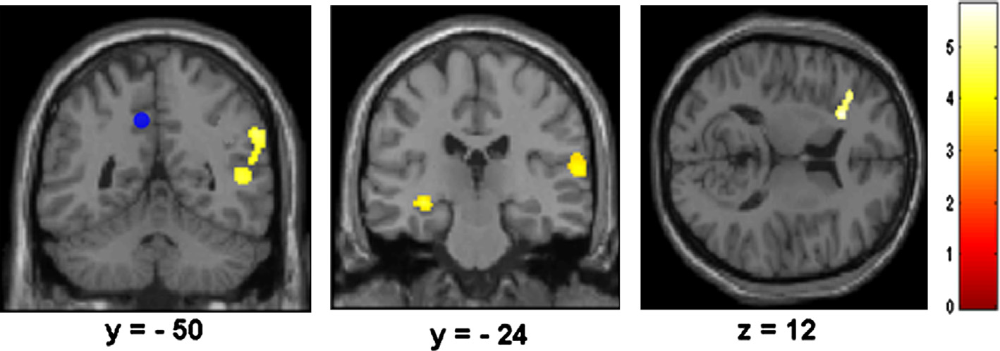 5
4
3
2
1
0
y = - 50
y = - 24
z = 12